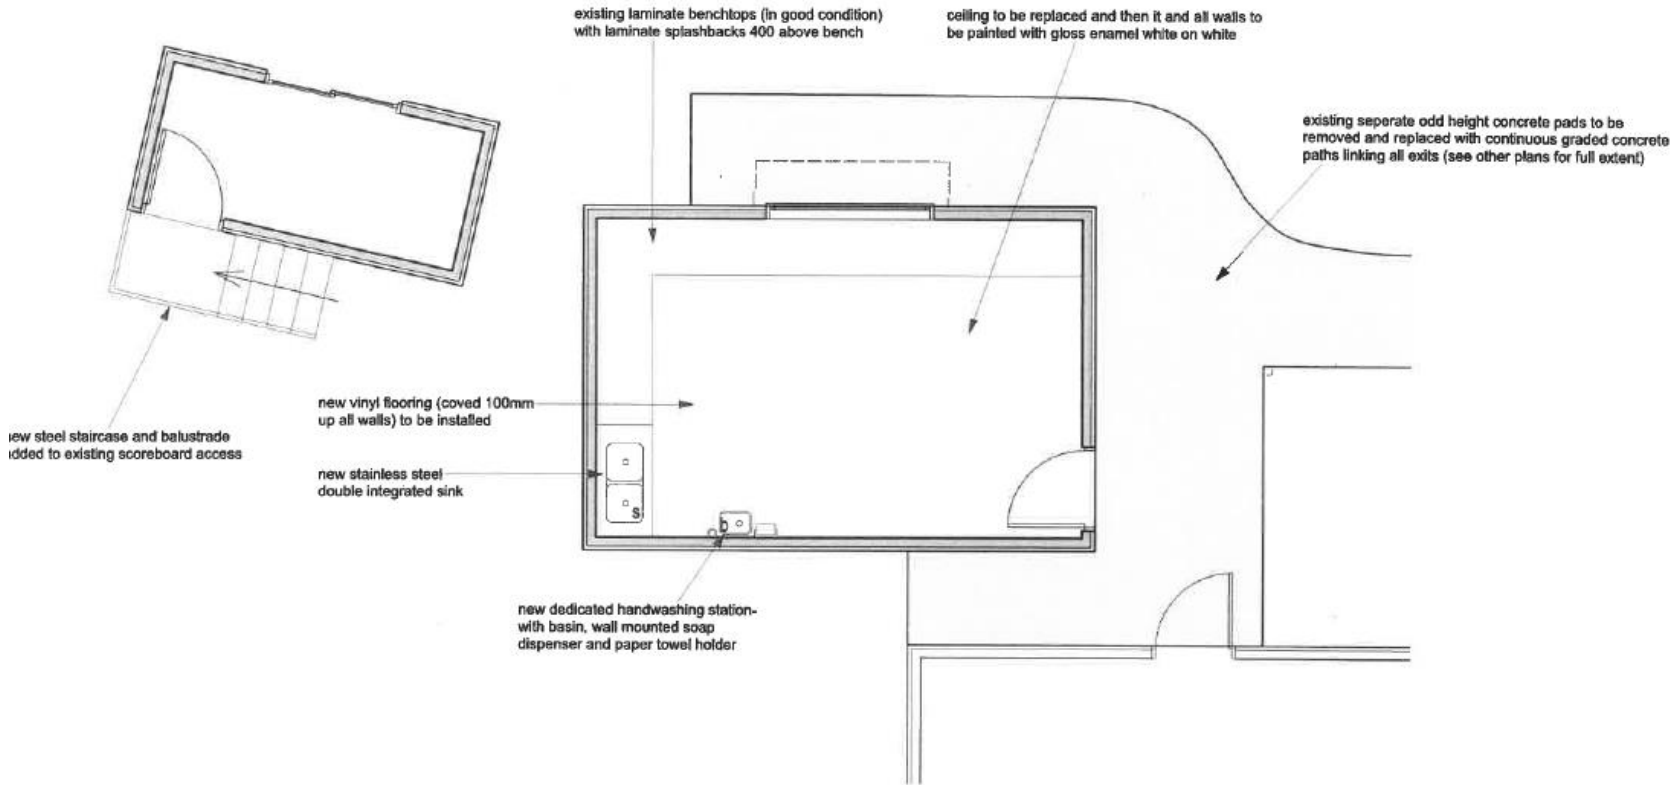 existing laminate benchtops (in good condition)
with laminate splashbacks 400 above bench
ceiling to be replaced and then it and all walls to
be painted with gloss enamel white on white
existing seperate odd height concrete pads to be
removed and replaced with continuous graded concrete
paths linking all exits (see other plans for full extent)
new vinyl flooring (coved 100mm
up all walls) to be installed
new steel staircase and balustrade
added to existing scoreboard access
new stainless steel
double integrated sink
S
new dedicated handwashing station-
with basin, wall mounted soap
dispenser and paper towel holder